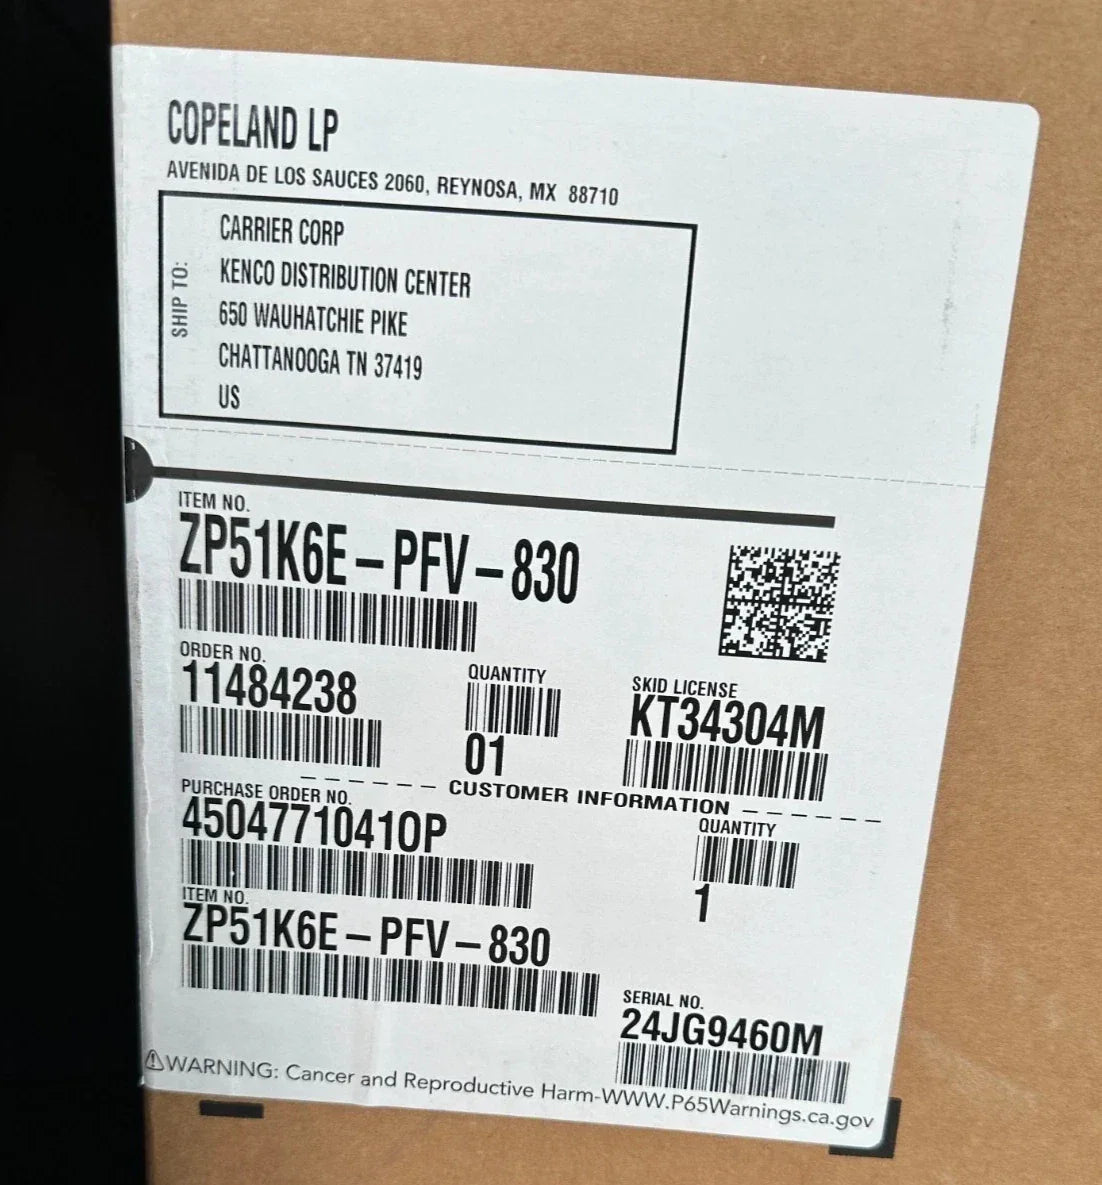 COPELAND LP
AVENIDA DE LOS SAUCES 2060, REYNOSA, MX 88710
SHIP TO:
CARRIER CORP
KENCO DISTRIBUTION CENTER
650 WAUHATCHIE PIKE
CHATTANOOGA TN 37419
US
ITEM NO.
ZP51K6E-PFV-830
ORDER NO.
11484238
QUANTITY
01
SKID LICENSE
KT34304M
CUSTOMER INFORMATION
PURCHASE ORDER NO.
4504771041OP
QUANTITY
1
ITEM NO.
ZP51K6E-PFV-830
SERIAL NO.
24JG9460M
⚠WARNING: Cancer and Reproductive Harm-WWW.P65Warnings.ca.gov